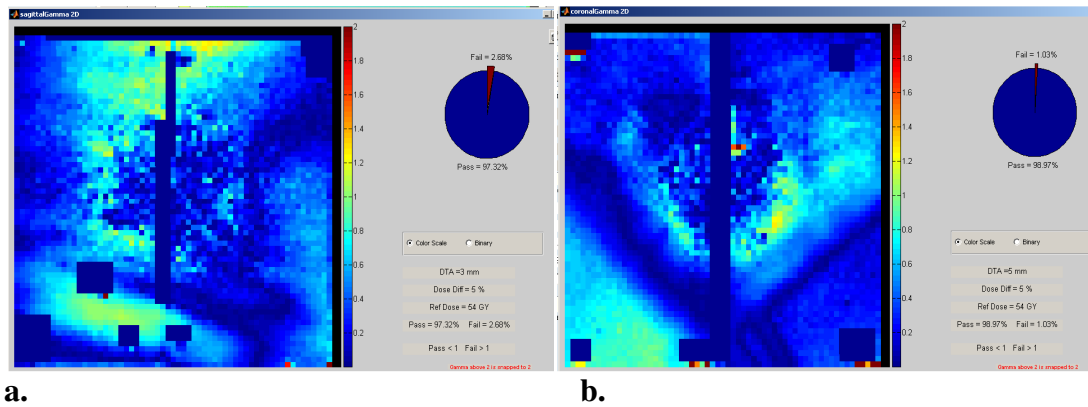 sagittalGamma 2D
2
1.8
1.6
1.4
1.2
1
0.8
0.6
0.4
0.2
Fail = 2.68%
Pass = 97.32%
Color Scale Binary
DTA =3 mm
Dose Diff = 5 %
Ref Dose = 54 GY
Pass = 97.32% Fail = 2.68%
Pass < 1 Fail > 1
Gamma above 2 is snapped to 2
a.
coronalGamma 2D
2
1.8
1.6
1.4
1.2
1
0.8
0.6
0.4
0.2
Fail = 1.03%
Pass = 98.97%
Color Scale Binary
DTA =5 mm
Dose Diff = 5 %
Ref Dose = 54 GY
Pass = 98.97% Fail = 1.03%
Pass < 1 Fail > 1
Gamma above 2 is snapped to 2
b.